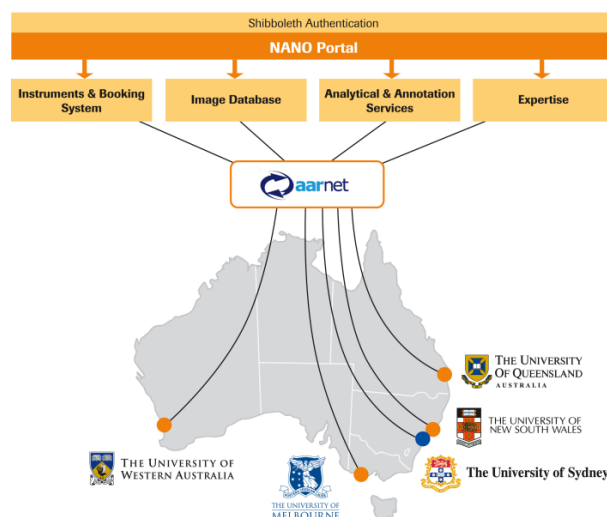 Shibboleth Authentication
NANO Portal
Instruments & Booking
System
Image Database
Analytical & Annotation
Services
Expertise
aarnet
THE UNIVERSITY
OF QUEENSLAND
AUSTRALIA
THE UNIVERSITY OF
NEW SOUTH WALES
The University of Sydney
THE UNIVERSITY OF
WESTERN AUSTRALIA
THE UNIVERSITY OF
MELBOURNE